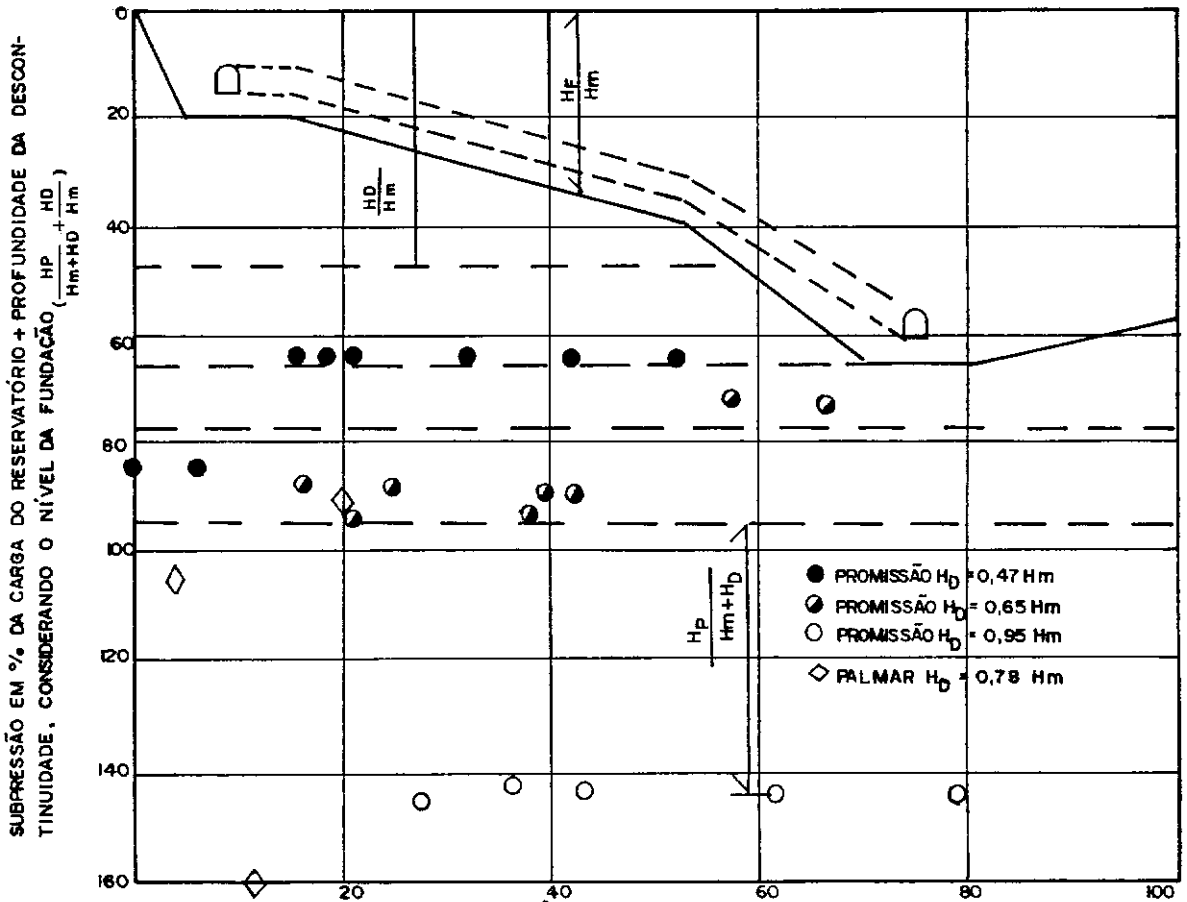 SUBPRESSÃO EM % DA CARGA DO RESERVATÓRIO + PROFUNDIDADE DA DESCON-
TINUIDADE, CONSIDERANDO O NÍVEL DA FUNDAÇÃO (HP/Hm+HD + HD/Hm)
0
20
40
60
80
100
120
140
160
HF
Hm
HD
Hm
Hp
Hm+HD
● PROMISSÃO HD = 0,47 Hm
PROMISSÃO HD = 0,65 Hm
○ PROMISSÃO HD = 0,95 Hm
◇ PALMAR HD = 0,78 Hm
20
40
60
80
100